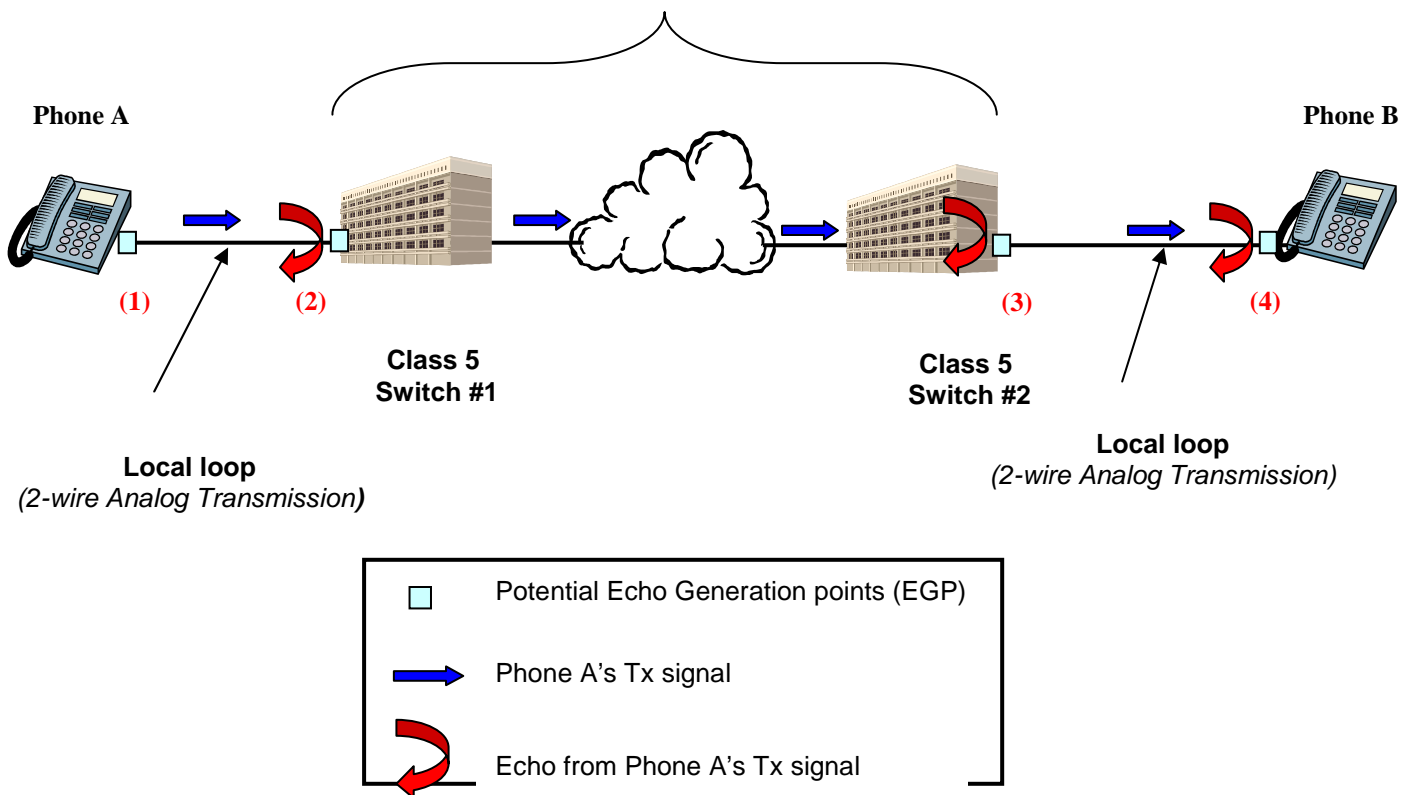 Phone A
Phone B
(1)
(2)
(3)
(4)
Class 5
Switch #1
Class 5
Switch #2
Local loop
(2-wire Analog Transmission)
Local loop
(2-wire Analog Transmission)
Potential Echo Generation points (EGP)
Phone A's Tx signal
Echo from Phone A's Tx signal